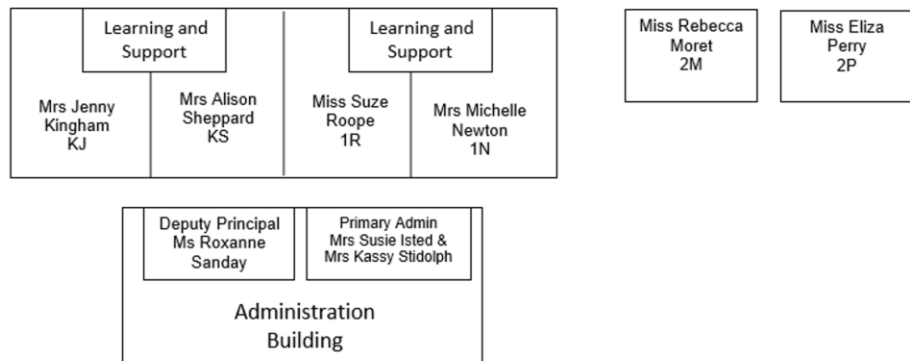 Learning and
Support
Learning and
Support
Mrs Jenny
Kingham
KJ
Mrs Alison
Sheppard
KS
Miss Suze
Roope
1R
Mrs Michelle
Newton
1N
Miss Rebecca
Moret
2M
Miss Eliza
Perry
2P
Deputy Principal
Ms Roxanne
Sanday
Primary Admin
Mrs Susie Isted &
Mrs Kassy Stidolph
Administration
Building